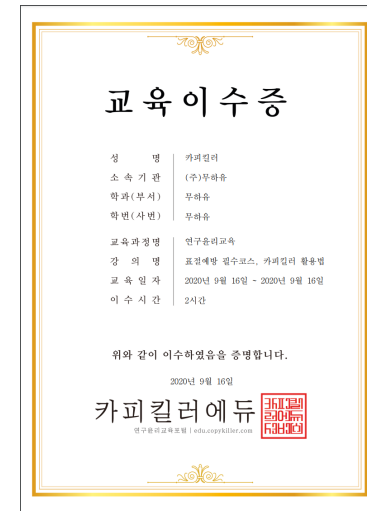 교육이수증
성 명 카피킬러
소 속 기 관 (주)무하유
학과(부서) 무하유
학번(사번) 무하유
교육과정명 연구윤리교육
강 의 명 표절예방 필수코스, 카피킬러 활용법
교 육 일 자 2020년 9월 16일 - 2020년 9월 16일
이 수 시 간 2시간
위와 같이 이수하였음을 증명합니다.
2020년 9월 16일
카피킬러에듀
연구윤리교육포털 | edu.copykiller.com